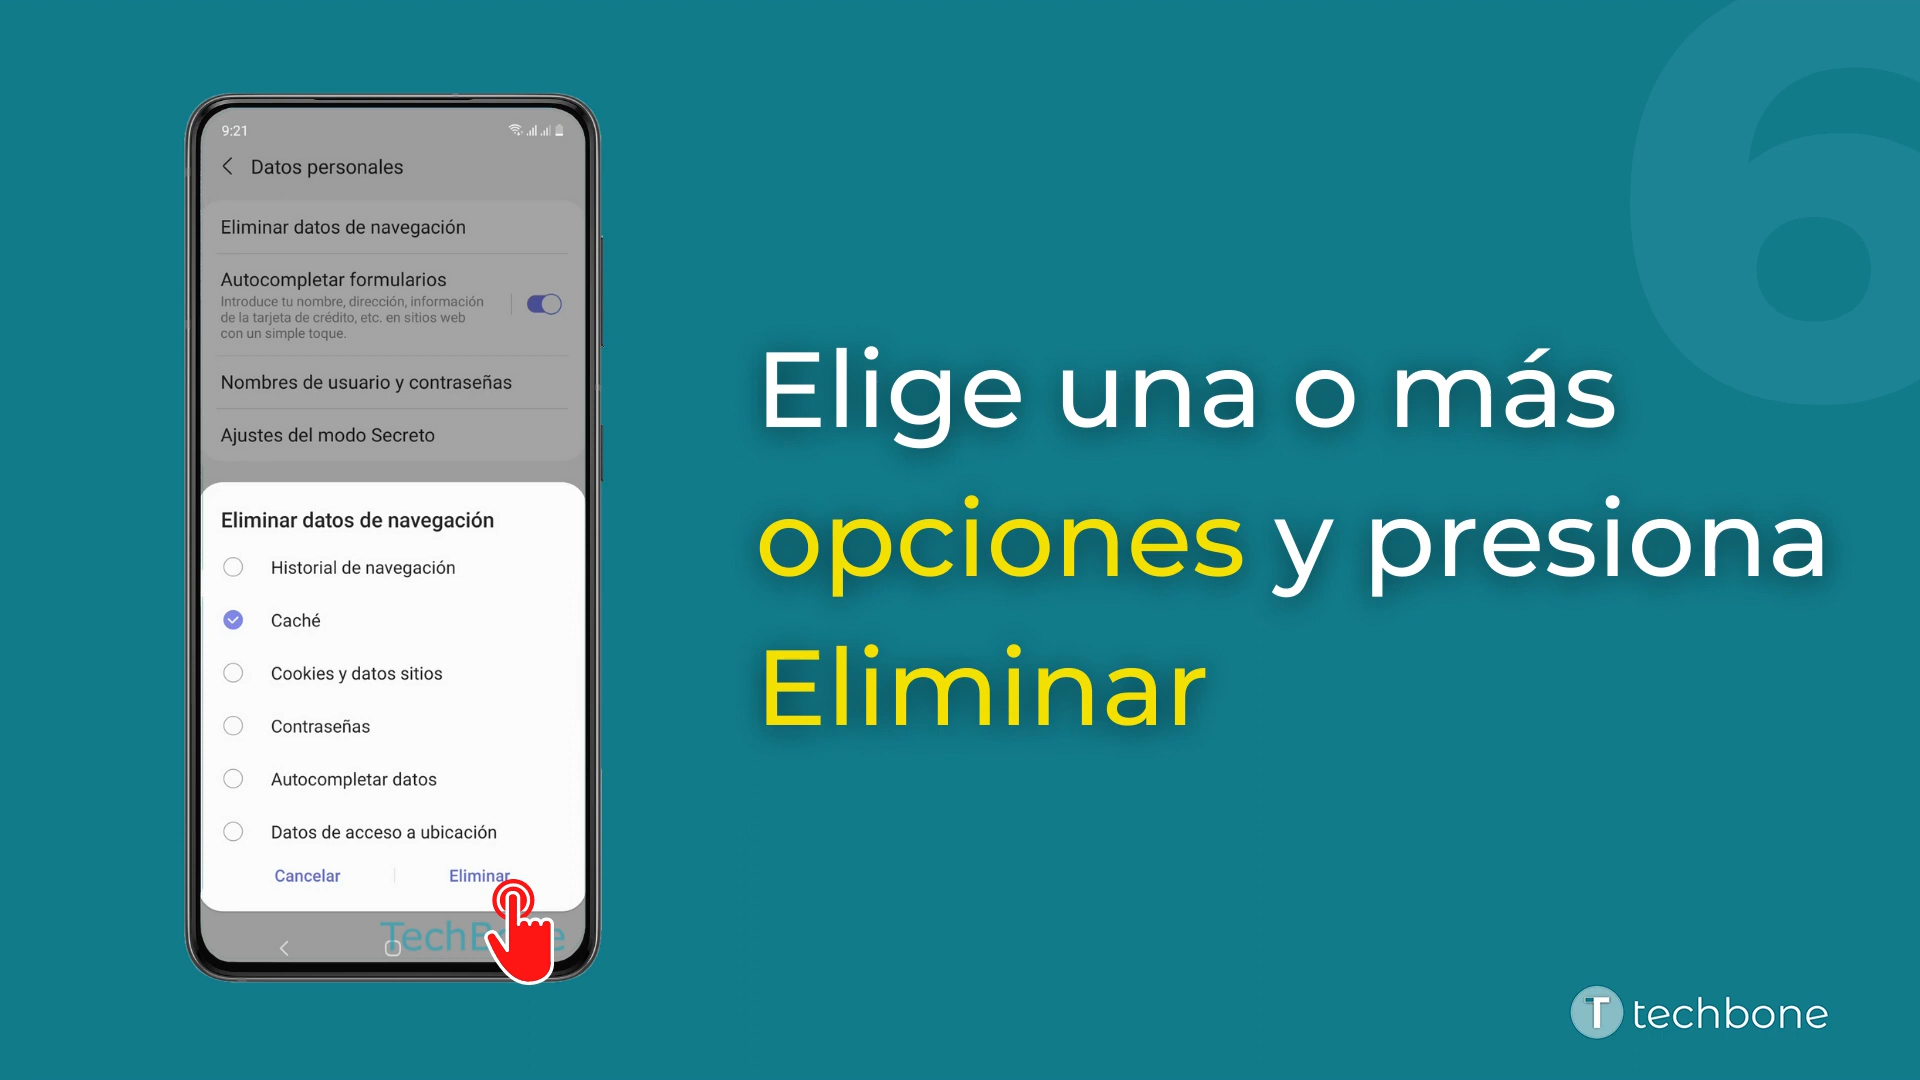 6
9:21
Datos personales
Eliminar datos de navegación
Autocompletar formularios
Introduce tu nombre, dirección, información
de la tarjeta de crédito, etc. en sitios web
con un simple toque.
Nombres de usuario y contraseñas
Ajustes del modo Secreto
Eliminar datos de navegación
Historial de navegación
Caché
Cookies y datos sitios
Contraseñas
Autocompletar datos
Datos de acceso a ubicación
Cancelar
Eliminar
Elige una o más
opciones y presiona
Eliminar
T techbone